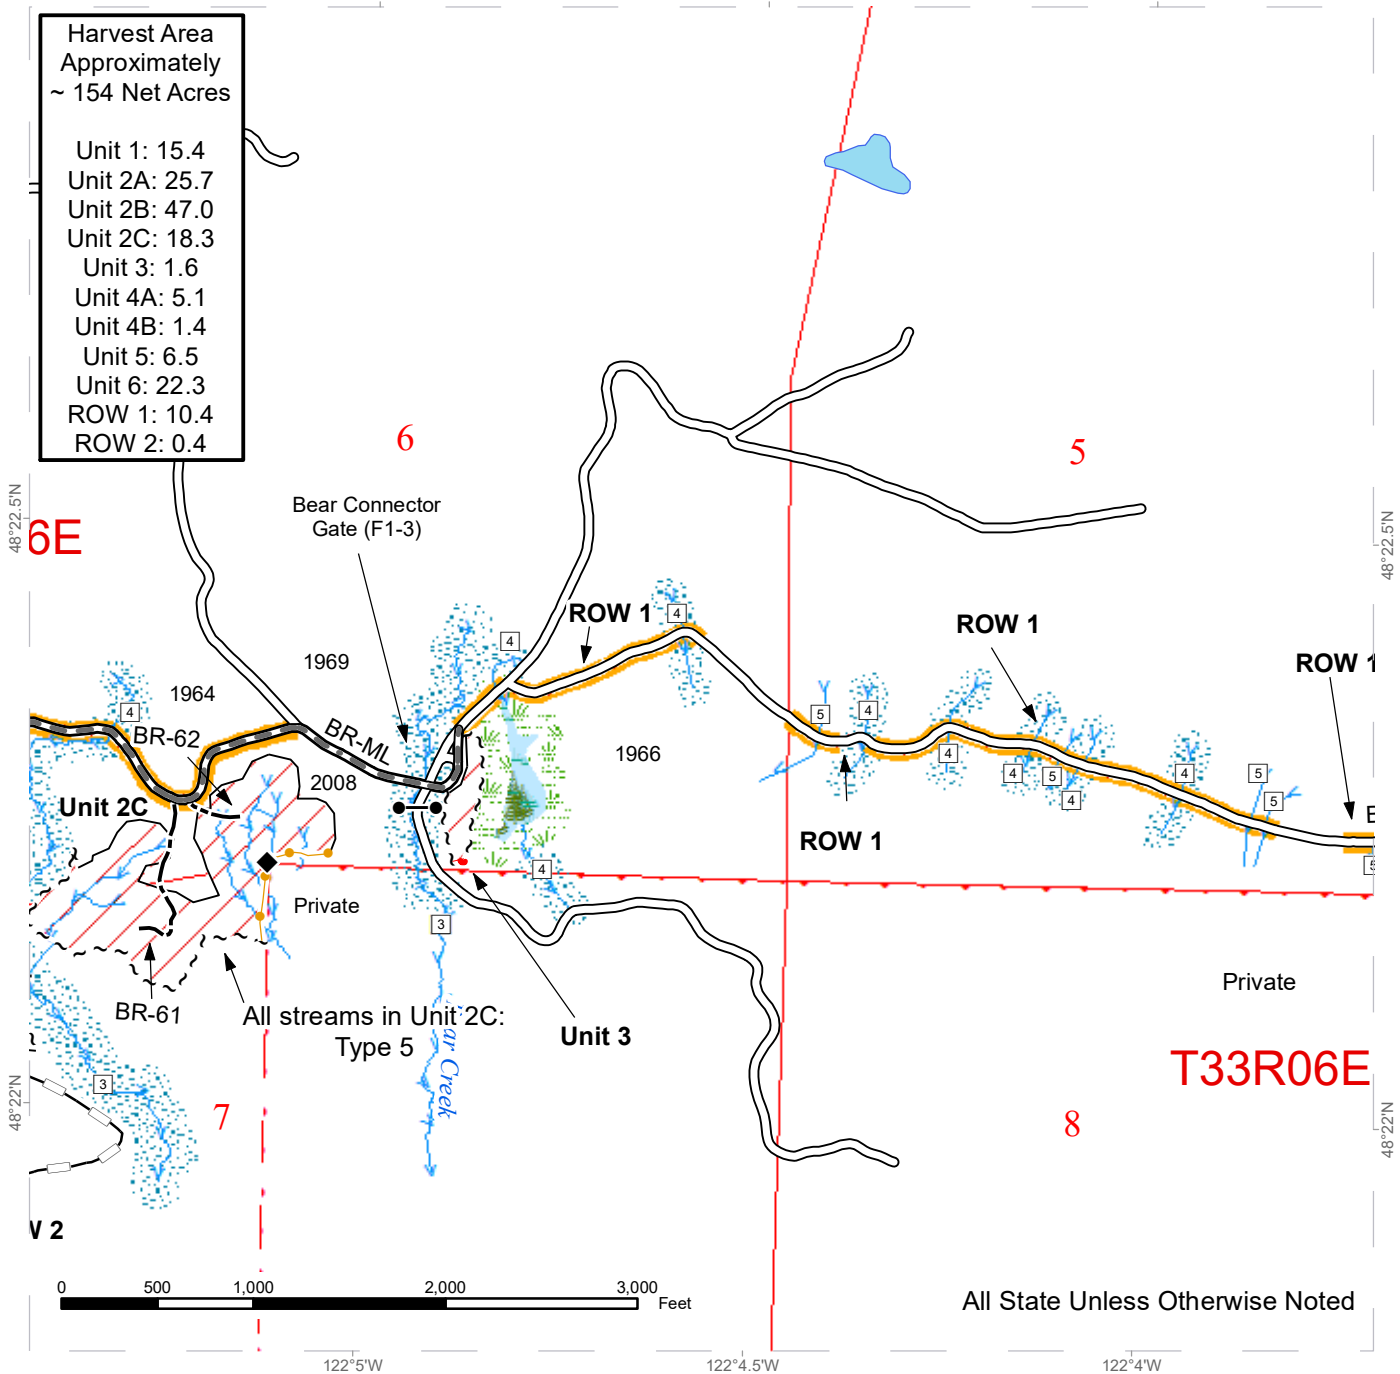 Harvest Area
Approximately
~ 154 Net Acres
Unit 1: 15.4
Unit 2A: 25.7
Unit 2B: 47.0
Unit 2C: 18.3
Unit 3: 1.6
Unit 4A: 5.1
Unit 4B: 1.4
Unit 5: 6.5
Unit 6: 22.3
ROW 1: 10.4
ROW 2: 0.4
6
5
48°22.5'N
6E
Bear Connector
Gate (F1-3)
48°22.5'N
4
ROW 1
4
ROW 1
1969
ROW 1
1964
4
BR-62
BR-ML
1966
5
4
2008
4
4
5
4
4
5
5
Unit 2C
ROW 1
5
4
Private
3
Private
BR-61
All streams in Unit 2C:
Type 5
Unit 3
ar Creek
T33R06E
3
7
8
48°22'N
48°22'N
W 2
0
500
1,000
2,000
3,000
Feet
All State Unless Otherwise Noted
122°5'W
122°4.5'W
122°4'W